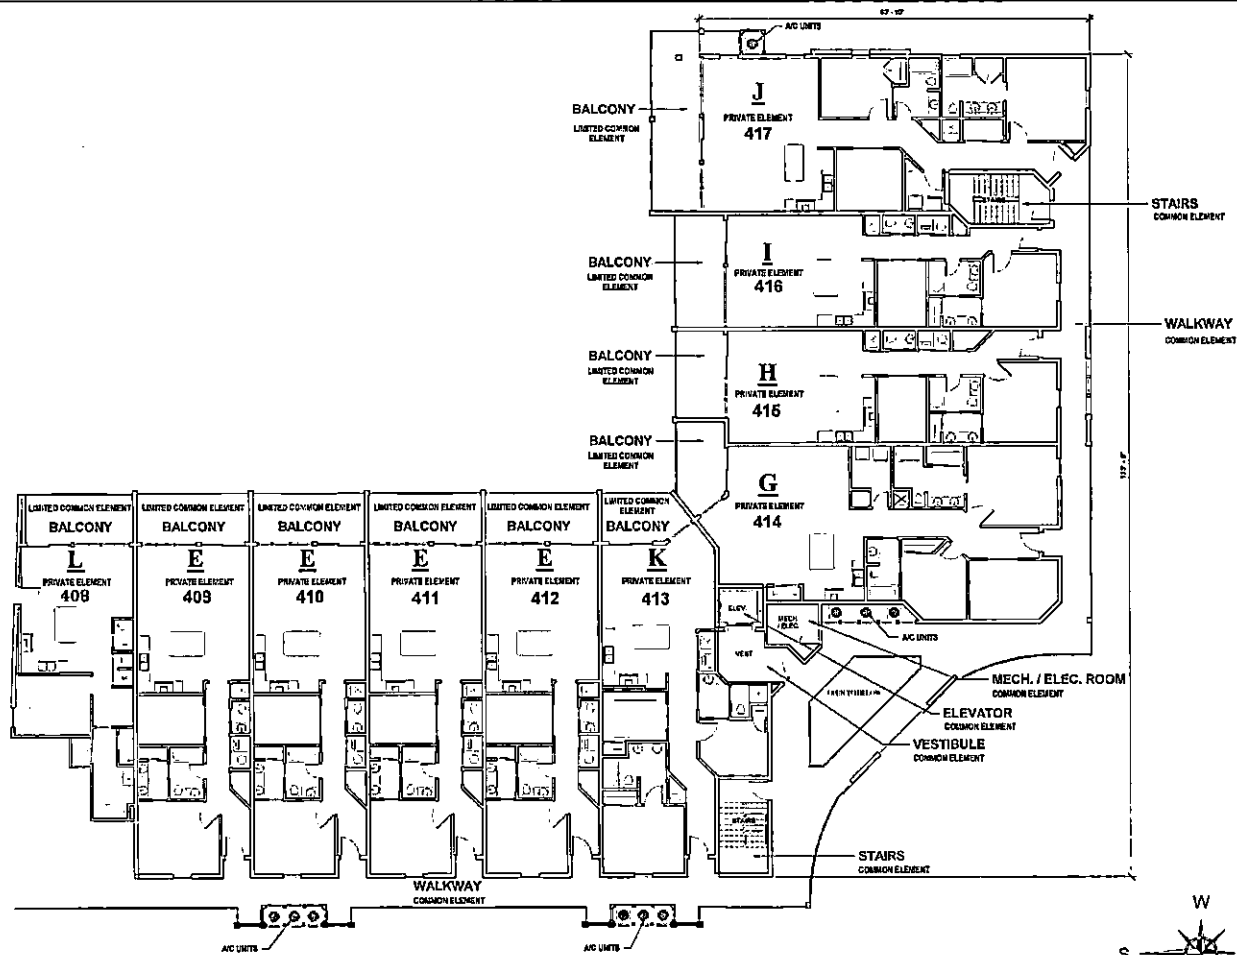 A/C UNITS
J
PRIVATE ELEMENT
417
BALCONY
LIMITED COMMON
ELEMENT
STAIRS
STAIRS
COMMON ELEMENT
BALCONY
LIMITED COMMON
ELEMENT
I
PRIVATE ELEMENT
416
WALKWAY
COMMON ELEMENT
BALCONY
LIMITED COMMON
ELEMENT
H
PRIVATE ELEMENT
415
BALCONY
LIMITED COMMON
ELEMENT
G
PRIVATE ELEMENT
414
LIMITED COMMON ELEMENT
BALCONY
LIMITED COMMON ELEMENT
BALCONY
LIMITED COMMON ELEMENT
BALCONY
LIMITED COMMON ELEMENT
BALCONY
LIMITED COMMON ELEMENT
BALCONY
LIMITED COMMON
ELEMENT
BALCONY
L
PRIVATE ELEMENT
408
E
PRIVATE ELEMENT
409
E
PRIVATE ELEMENT
410
E
PRIVATE ELEMENT
411
E
PRIVATE ELEMENT
412
K
PRIVATE ELEMENT
413
ELEV.
MECH.
/ ELEC.
A/C UNITS
VEST
MECH. / ELEC. ROOM
COMMON ELEMENT
ELEVATOR
COMMON ELEMENT
VESTIBULE
COMMON ELEMENT
STAIRS
STAIRS
COMMON ELEMENT
WALKWAY
COMMON ELEMENT
A/C UNITS
A/C UNITS
W
S